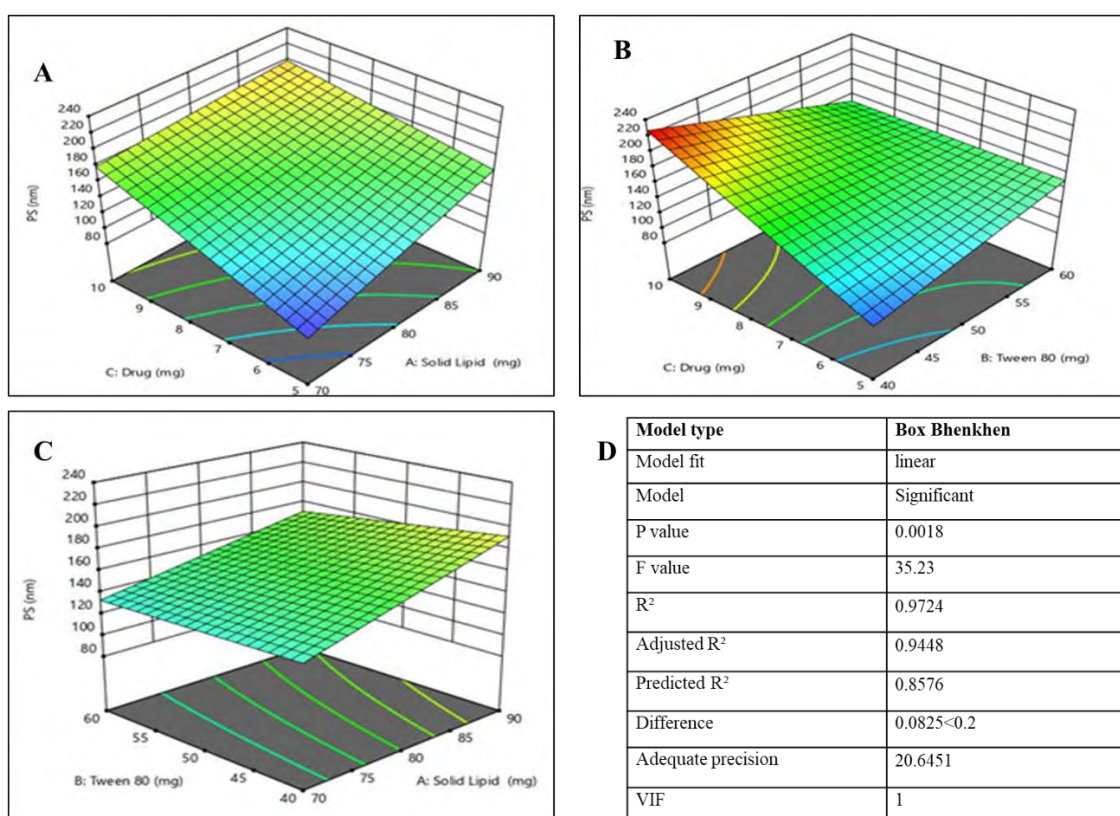 A
240
220
200
180
160
140
120
100
80
PS (nm)
10
9
8
7
6
5
C: Drug (mg)
90
85
80
75
70
A: Solid Lipid (mg)
B
240
220
200
180
160
140
120
100
80
PS (nm)
10
9
8
7
6
5
C: Drug (mg)
60
55
50
45
40
B: Tween 80 (mg)
C
240
220
200
180
160
140
120
100
80
PS (nm)
60
55
50
45
40
B: Tween 80 (mg)
90
85
80
75
70
A: Solid Lipid (mg)
D
Model type Box Bhenkhen
Model fit linear
Model Significant
P value 0.0018
F value 35.23
R² 0.9724
Adjusted R² 0.9448
Predicted R² 0.8576
Difference 0.0825<0.2
Adequate precision 20.6451
VIF 1